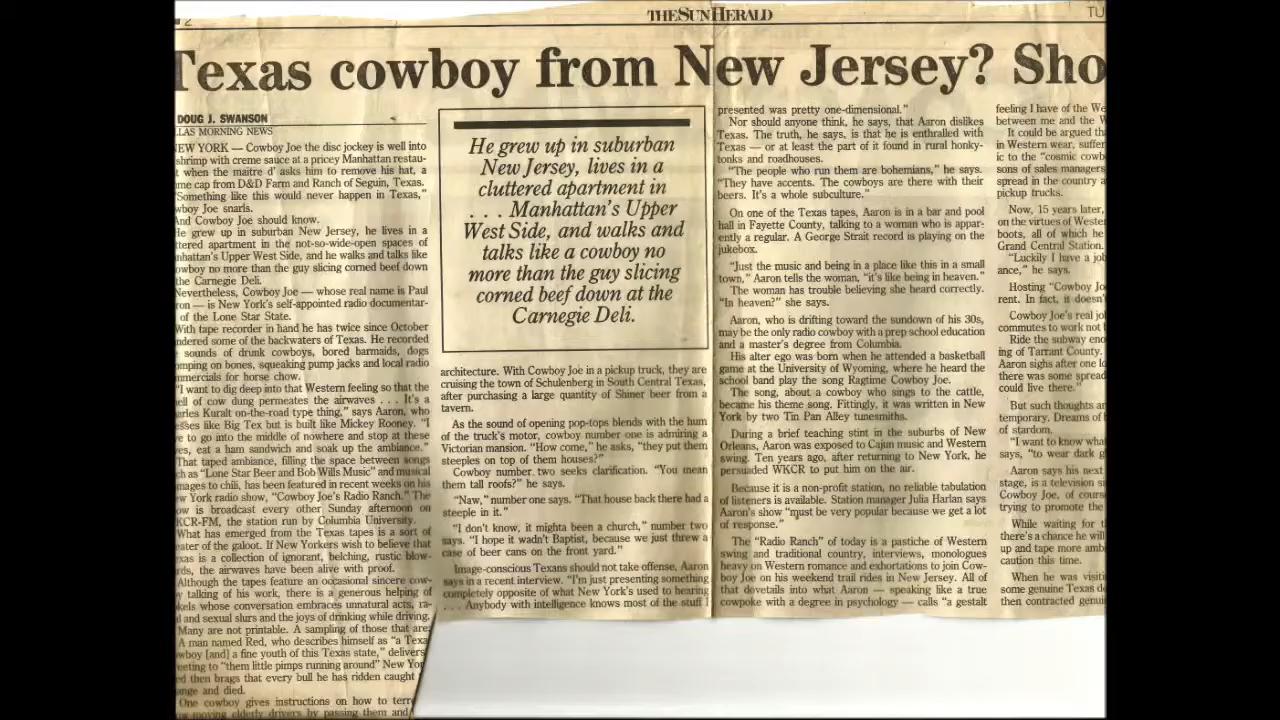 2
THE SUN HERALD
TU
Texas cowboy from New Jersey? Sho
DOUG J. SWANSON
LAS MORNING NEWS
EW YORK — Cowboy Joe the disc jockey is well into
shrimp with creme sauce at a pricey Manhattan restau-
t when the maitre d' asks him to remove his hat, a
me cap from D&D Farm and Ranch of Seguin, Texas.
"Something like this would never happen in Texas,"
wboy Joe snarls.
And Cowboy Joe should know.
He grew up in suburban New Jersey, he lives in a
ttered apartment in the not-so-wide-open spaces of
nhattan's Upper West Side, and he walks and talks like
owboy no more than the guy slicing corned beef down
the Carnegie Deli.
Nevertheless, Cowboy Joe — whose real name is Paul
ron — is New York's self-appointed radio documentar-
of the Lone Star State.
With tape recorder in hand he has twice since October
ndered some of the backwaters of Texas. He recorded
sounds of drunk cowboys, bored barmaids, dogs
omping on bones, squeaking pump jacks and local radio
mmercials for horse chow.
"I want to dig deep into that Western feeling so that the
ell of cow dung permeates the airwaves . . . It's a
arles Kuralt on-the-road type thing," says Aaron, who
esses like Big Tex but is built like Mickey Rooney. "I
e to go into the middle of nowhere and stop at these
es, eat a ham sandwich and soak up the ambiance."
That taped ambiance, filling the space between songs
ch as "Lone Star Beer and Bob Wills Music" and musical
mages to chili, has been featured in recent weeks on his
ew York radio show, "Cowboy Joe's Radio Ranch." The
ow is broadcast every other Sunday afternoon on
KCR-FM, the station run by Columbia University.
What has emerged from the Texas tapes is a sort of
eater of the galoot. If New Yorkers wish to believe that
xas is a collection of ignorant, belching, rustic blow-
rds, the airwaves have been alive with proof.
Although the tapes feature an occasional sincere cow-
y talking of his work, there is a generous helping of
kels whose conversation embraces unnatural acts, ra-
l and sexual slurs and the joys of drinking while driving.
Many are not printable. A sampling of those that are:
A man named Red, who describes himself as "a Texa
wboy [and] a fine youth of this Texas state," delivers
eeting to "them little pimps running around" New Yor
ed then brags that every bull he has ridden caught
ange and died.
One cowboy gives instructions on how to terr
ng moving elderly drivers by passing them and
He grew up in suburban
New Jersey, lives in a
cluttered apartment in
. . . Manhattan's Upper
West Side, and walks and
talks like a cowboy no
more than the guy slicing
corned beef down at the
Carnegie Deli.
architecture. With Cowboy Joe in a pickup truck, they are
cruising the town of Schulenberg in South Central Texas,
after purchasing a large quantity of Shiner beer from a
tavern.
As the sound of opening pop-tops blends with the hum
of the truck's motor, cowboy number one is admiring a
Victorian mansion. "How come," he asks, "they put them
steeples on top of them houses?"
Cowboy number two seeks clarification. "You mean
them tall roofs?" he says.
"Naw," number one says. "That house back there had a
steeple in it."
"I don't know, it mighta been a church," number two
says. "I hope it wadn't Baptist, because we just threw a
case of beer cans on the front yard."
Image-conscious Texans should not take offense, Aaron
says in a recent interview. "I'm just presenting something
completely opposite of what New York's used to hearing
. . . Anybody with intelligence knows most of the stuff I
presented was pretty one-dimensional."
Nor should anyone think, he says, that Aaron dislikes
Texas. The truth, he says, is that he is enthralled with
Texas — or at least the part of it found in rural honky-
tonks and roadhouses.
"The people who run them are bohemians," he says.
"They have accents. The cowboys are there with their
beers. It's a whole subculture."
On one of the Texas tapes, Aaron is in a bar and pool
hall in Fayette County, talking to a woman who is appar-
ently a regular. A George Strait record is playing on the
jukebox.
"Just the music and being in a place like this in a small
town," Aaron tells the woman, "it's like being in heaven."
The woman has trouble believing she heard correctly.
"In heaven?" she says.
Aaron, who is drifting toward the sundown of his 30s,
may be the only radio cowboy with a prep school education
and a master's degree from Columbia.
His alter ego was born when he attended a basketball
game at the University of Wyoming, where he heard the
school band play the song Ragtime Cowboy Joe.
The song, about a cowboy who sings to the cattle,
became his theme song. Fittingly, it was written in New
York by two Tin Pan Alley tunesmiths.
During a brief teaching stint in the suburbs of New
Orleans, Aaron was exposed to Cajun music and Western
swing. Ten years ago, after returning to New York, he
persuaded WKCR to put him on the air.
Because it is a non-profit station, no reliable tabulation
of listeners is available. Station manager Julia Harlan says
Aaron's show "must be very popular because we get a lot
of response."
The "Radio Ranch" of today is a pastiche of Western
swing and traditional country, interviews, monologues
heavy on Western romance and exhortations to join Cow-
boy Joe on his weekend trail rides in New Jersey. All of
that dovetails into what Aaron — speaking like a true
cowpoke with a degree in psychology — calls "a gestalt
feeling I have of the We
between me and the W
It could be argued tha
in Western wear, suffer
ic to the "cosmic cowb
sons of sales managers
spread in the country a
pickup trucks.
Now, 15 years later,
on the virtues of Wester
boots, all of which he
Grand Central Station.
"Luckily I have a job
ance," he says.
Hosting "Cowboy Jo
rent. In fact, it doesn'
Cowboy Joe's real jo
commutes to work not
Ride the subway eno
ing of Tarrant County.
Aaron sighs after one lo
there was some spread
could live there."
But such thoughts ar
temporary. Dreams of
of stardom.
"I want to know wha
says, "to wear dark g
Aaron says his next
stage, is a television s
Cowboy Joe, of cours
trying to promote the
While waiting for t
there's a chance he will
up and tape more amb
caution this time.
When he was visiti
some genuine Texas d
then contracted genui